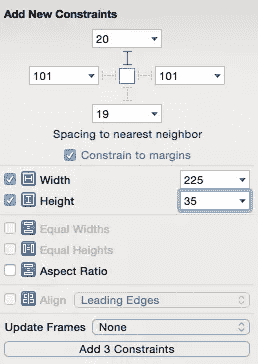 Add New Constraints
20
101 101
19
Spacing to nearest neighbor
Constrain to margins
Width 225
Height 35
Equal Widths
Equal Heights
Aspect Ratio
Align Leading Edges
Update Frames None
Add 3 Constraints